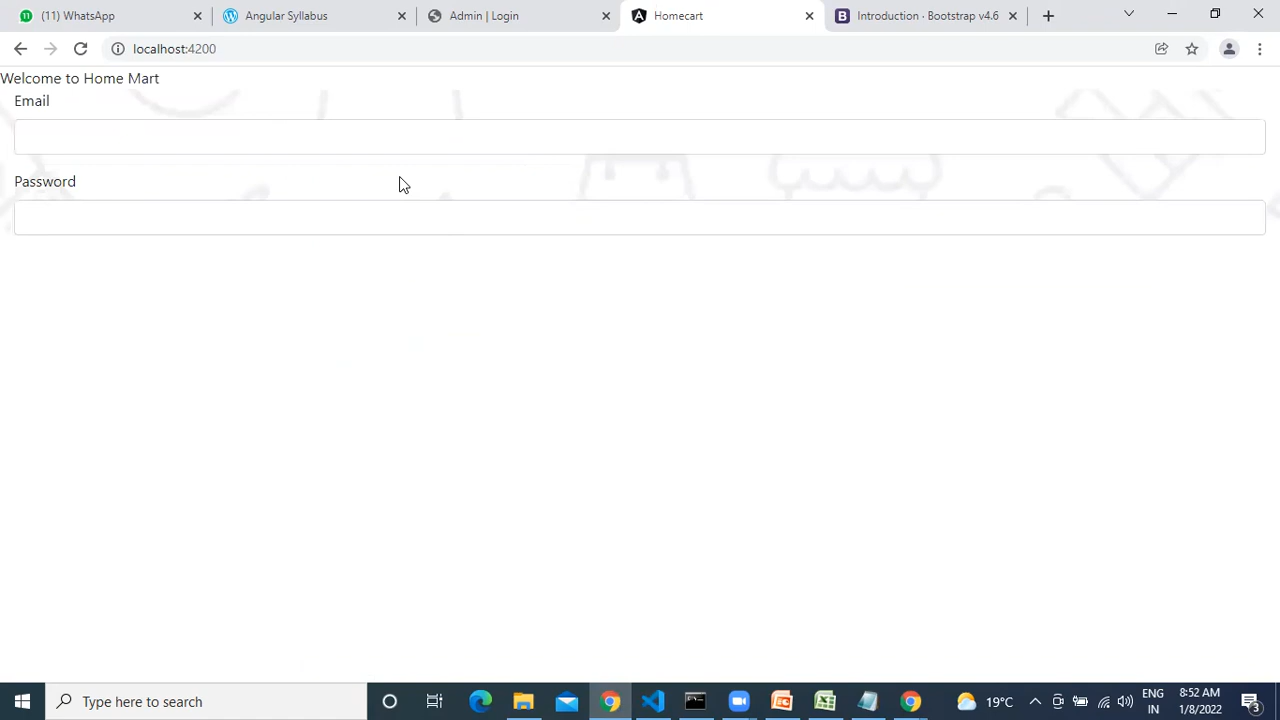 (11) WhatsApp
Angular Syllabus
Admin | Login
Homecart
Introduction · Bootstrap v4.6
localhost:4200
Welcome to Home Mart
Email
Password
Type here to search
19°C
ENG
IN
8:52 AM
1/8/2022
3